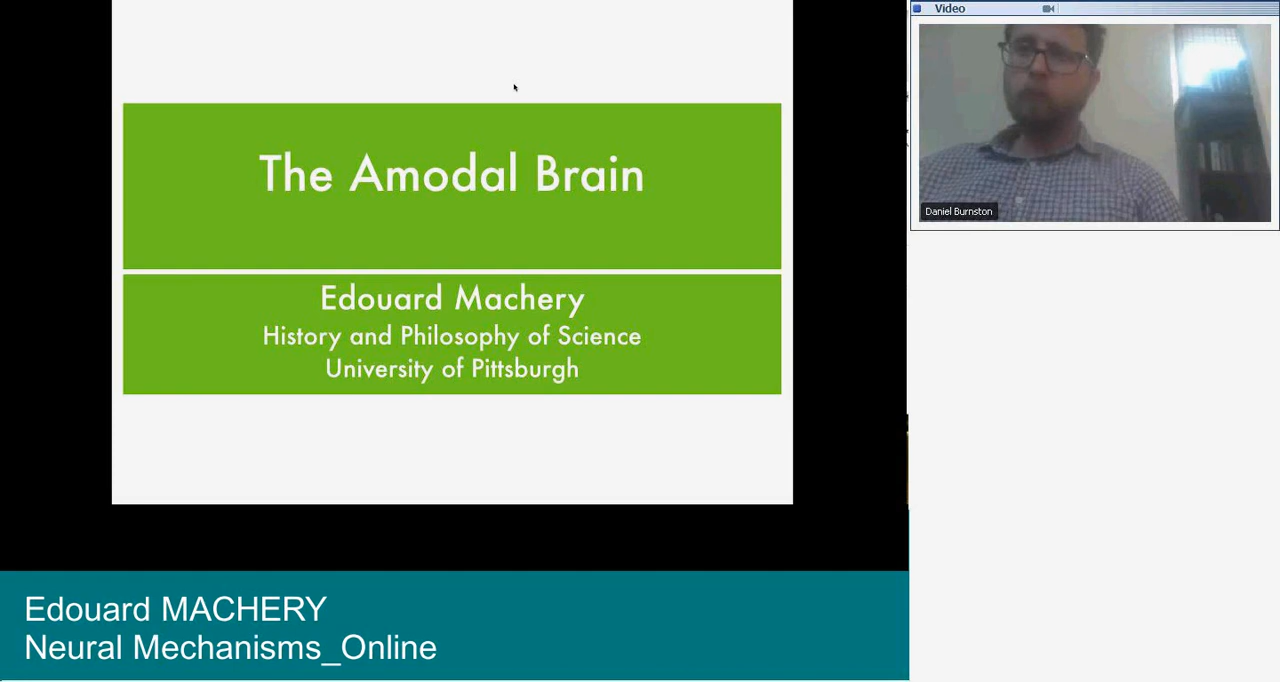 The Amodal Brain
Edouard Machery
History and Philosophy of Science
University of Pittsburgh
Video
Daniel Burnston
Edouard MACHERY
Neural Mechanisms_Online